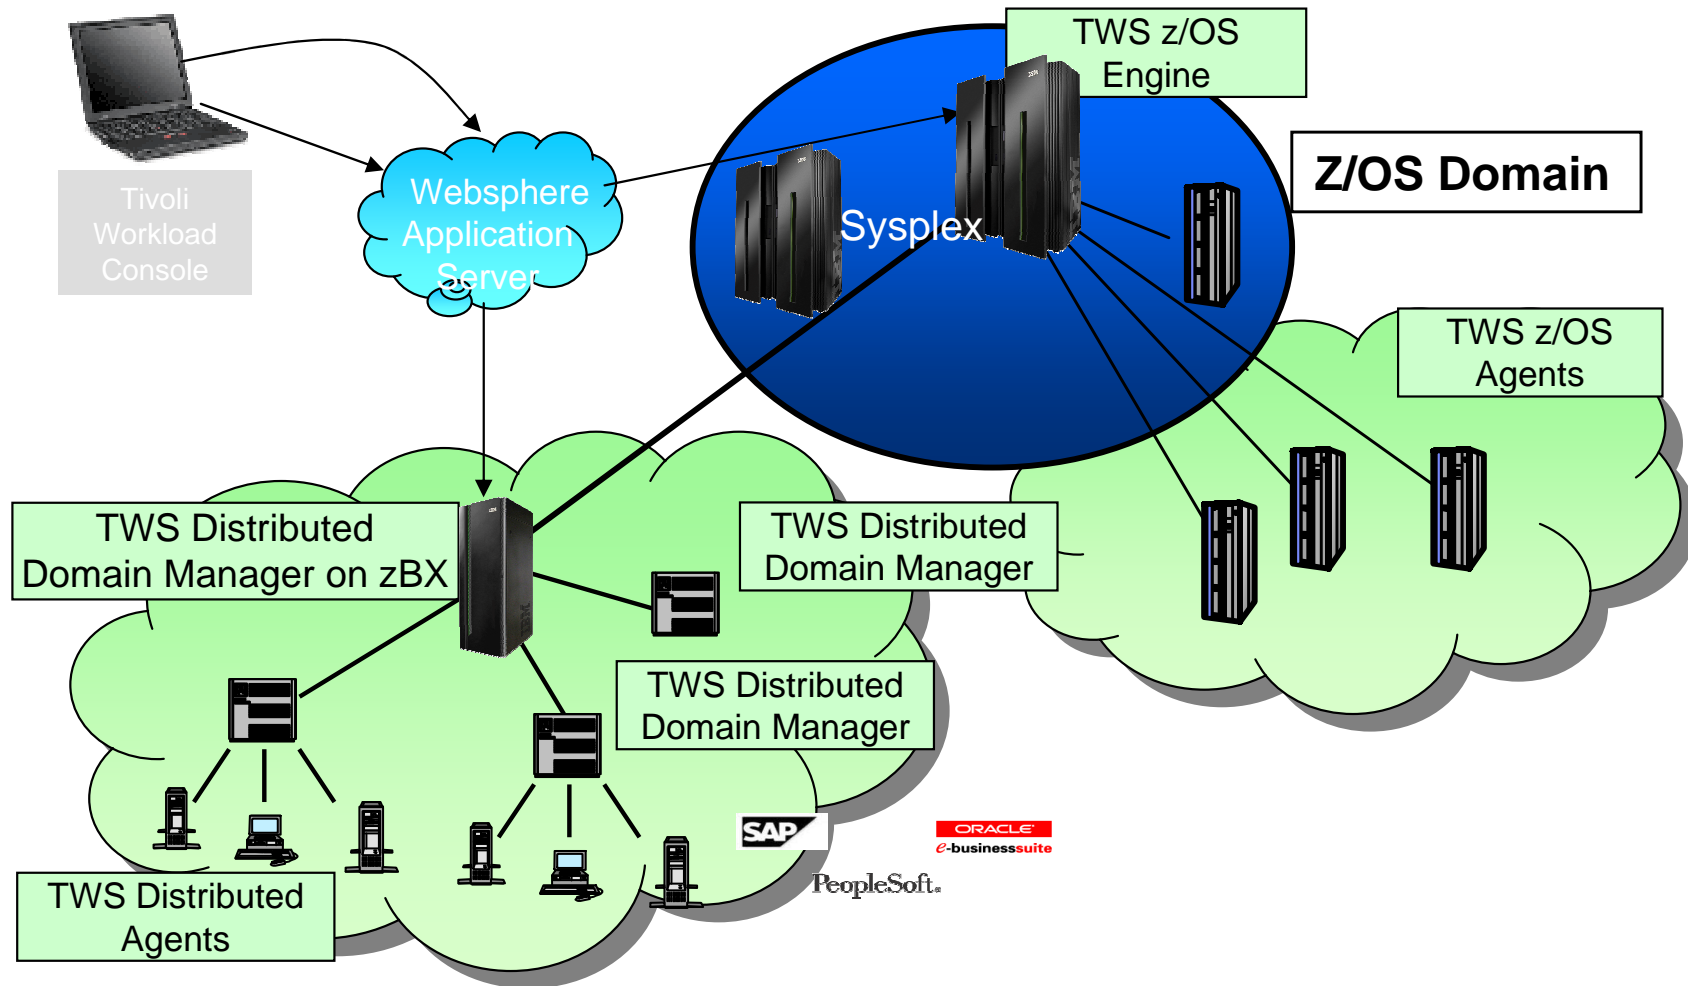 TWS z/OS
Engine
Z/OS Domain
Tivoli
Workload
Console
Websphere
Application
Server
Sysplex
TWS z/OS
Agents
TWS Distributed
Domain Manager on zBX
TWS Distributed
Domain Manager
TWS Distributed
Domain Manager
SAP
ORACLE
e-businesssuite
PeopleSoft.
TWS Distributed
Agents
IBM